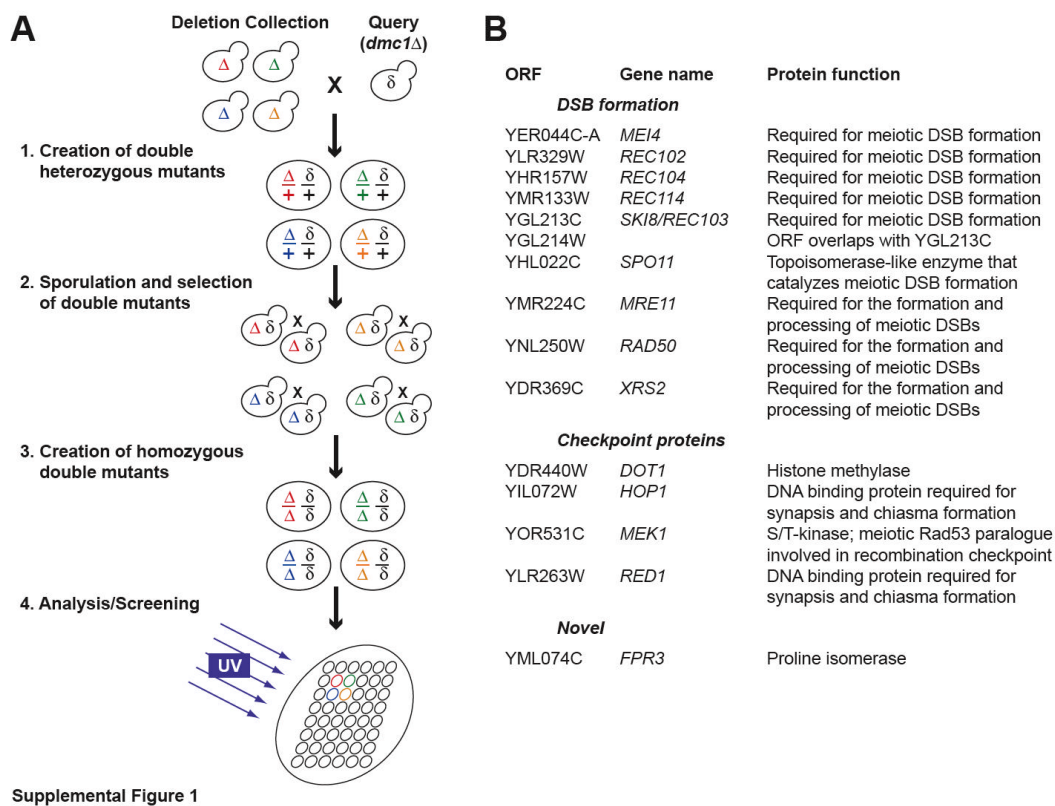 A
Deletion Collection
Query
(dmc1Δ)
Δ Δ
Δ Δ
X
δ
1. Creation of double
heterozygous mutants
Δ δ Δ δ
+ + + +
Δ δ Δ δ
+ + + +
2. Sporulation and selection
of double mutants
Δ δ X Δ δ
Δ δ X Δ δ
Δ δ X Δ δ
Δ δ X Δ δ
3. Creation of homozygous
double mutants
Δ δ Δ δ
Δ δ Δ δ
Δ δ Δ δ
Δ δ Δ δ
4. Analysis/Screening
UV
Supplemental Figure 1
B
ORF Gene name Protein function
DSB formation
YER044C-A MEI4 Required for meiotic DSB formation
YLR329W REC102 Required for meiotic DSB formation
YHR157W REC104 Required for meiotic DSB formation
YMR133W REC114 Required for meiotic DSB formation
YGL213C SKI8/REC103 Required for meiotic DSB formation
YGL214W ORF overlaps with YGL213C
YHL022C SPO11 Topoisomerase-like enzyme that
catalyzes meiotic DSB formation
YMR224C MRE11 Required for the formation and
processing of meiotic DSBs
YNL250W RAD50 Required for the formation and
processing of meiotic DSBs
YDR369C XRS2 Required for the formation and
processing of meiotic DSBs
Checkpoint proteins
YDR440W DOT1 Histone methylase
YIL072W HOP1 DNA binding protein required for
synapsis and chiasma formation
YOR531C MEK1 S/T-kinase; meiotic Rad53 paralogue
involved in recombination checkpoint
YLR263W RED1 DNA binding protein required for
synapsis and chiasma formation
Novel
YML074C FPR3 Proline isomerase